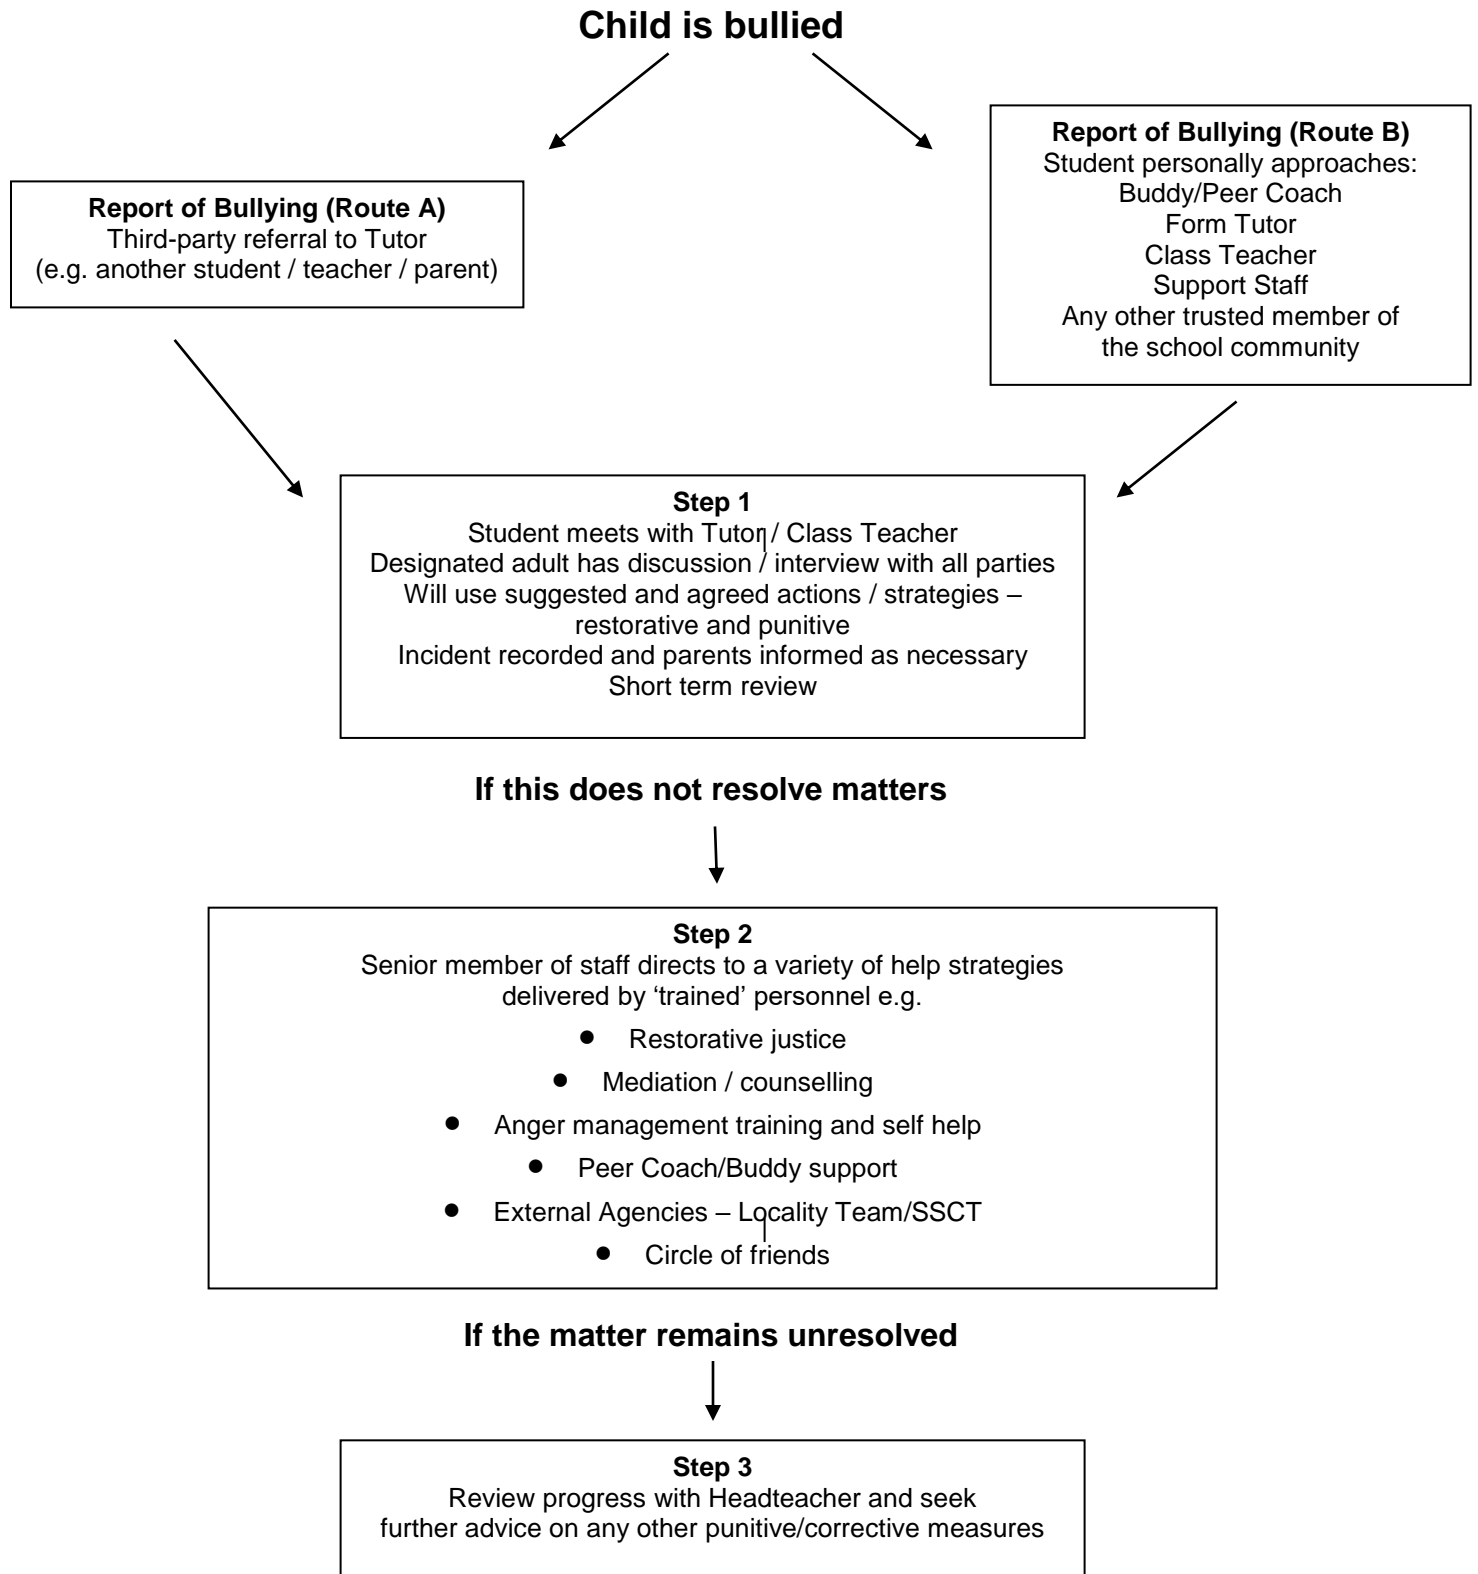 Child is bullied
Report of Bullying (Route A)
Third-party referral to Tutor
(e.g. another student / teacher / parent)
Report of Bullying (Route B)
Student personally approaches:
Buddy/Peer Coach
Form Tutor
Class Teacher
Support Staff
Any other trusted member of
the school community
Step 1
Student meets with Tutor / Class Teacher
Designated adult has discussion / interview with all parties
Will use suggested and agreed actions / strategies –
restorative and punitive
Incident recorded and parents informed as necessary
Short term review
If this does not resolve matters
Step 2
Senior member of staff directs to a variety of help strategies
delivered by ‘trained’ personnel e.g.
● Restorative justice
● Mediation / counselling
● Anger management training and self help
● Peer Coach/Buddy support
● External Agencies – Locality Team/SSCT
● Circle of friends
If the matter remains unresolved
Step 3
Review progress with Headteacher and seek
further advice on any other punitive/corrective measures